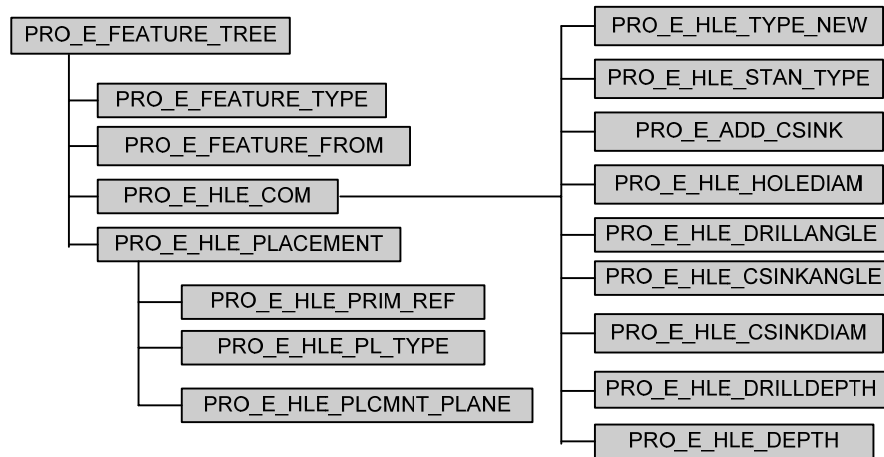 PRO_E_FEATURE_TREE
PRO_E_FEATURE_TYPE
PRO_E_FEATURE_FROM
PRO_E_HLE_COM
PRO_E_HLE_PLACEMENT
PRO_E_HLE_PRIM_REF
PRO_E_HLE_PL_TYPE
PRO_E_HLE_PLCMNT_PLANE
PRO_E_HLE_TYPE_NEW
PRO_E_HLE_STAN_TYPE
PRO_E_ADD_CSINK
PRO_E_HLE_HOLEDIAM
PRO_E_HLE_DRILLANGLE
PRO_E_HLE_CSINKANGLE
PRO_E_HLE_CSINKDIAM
PRO_E_HLE_DRILLDEPTH
PRO_E_HLE_DEPTH